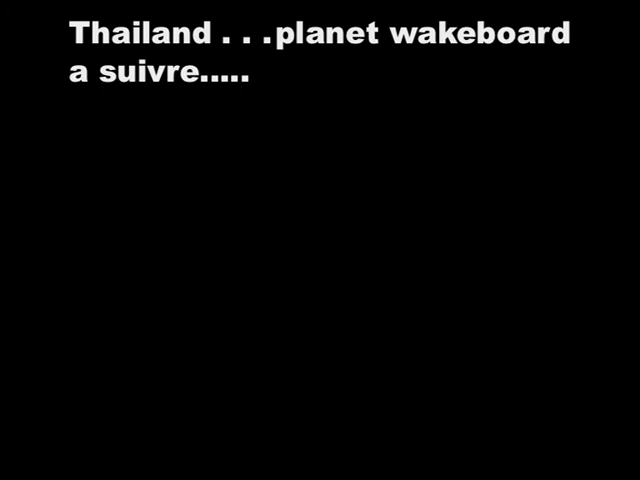 Thailand . . .planet wakeboard
a suivre.....